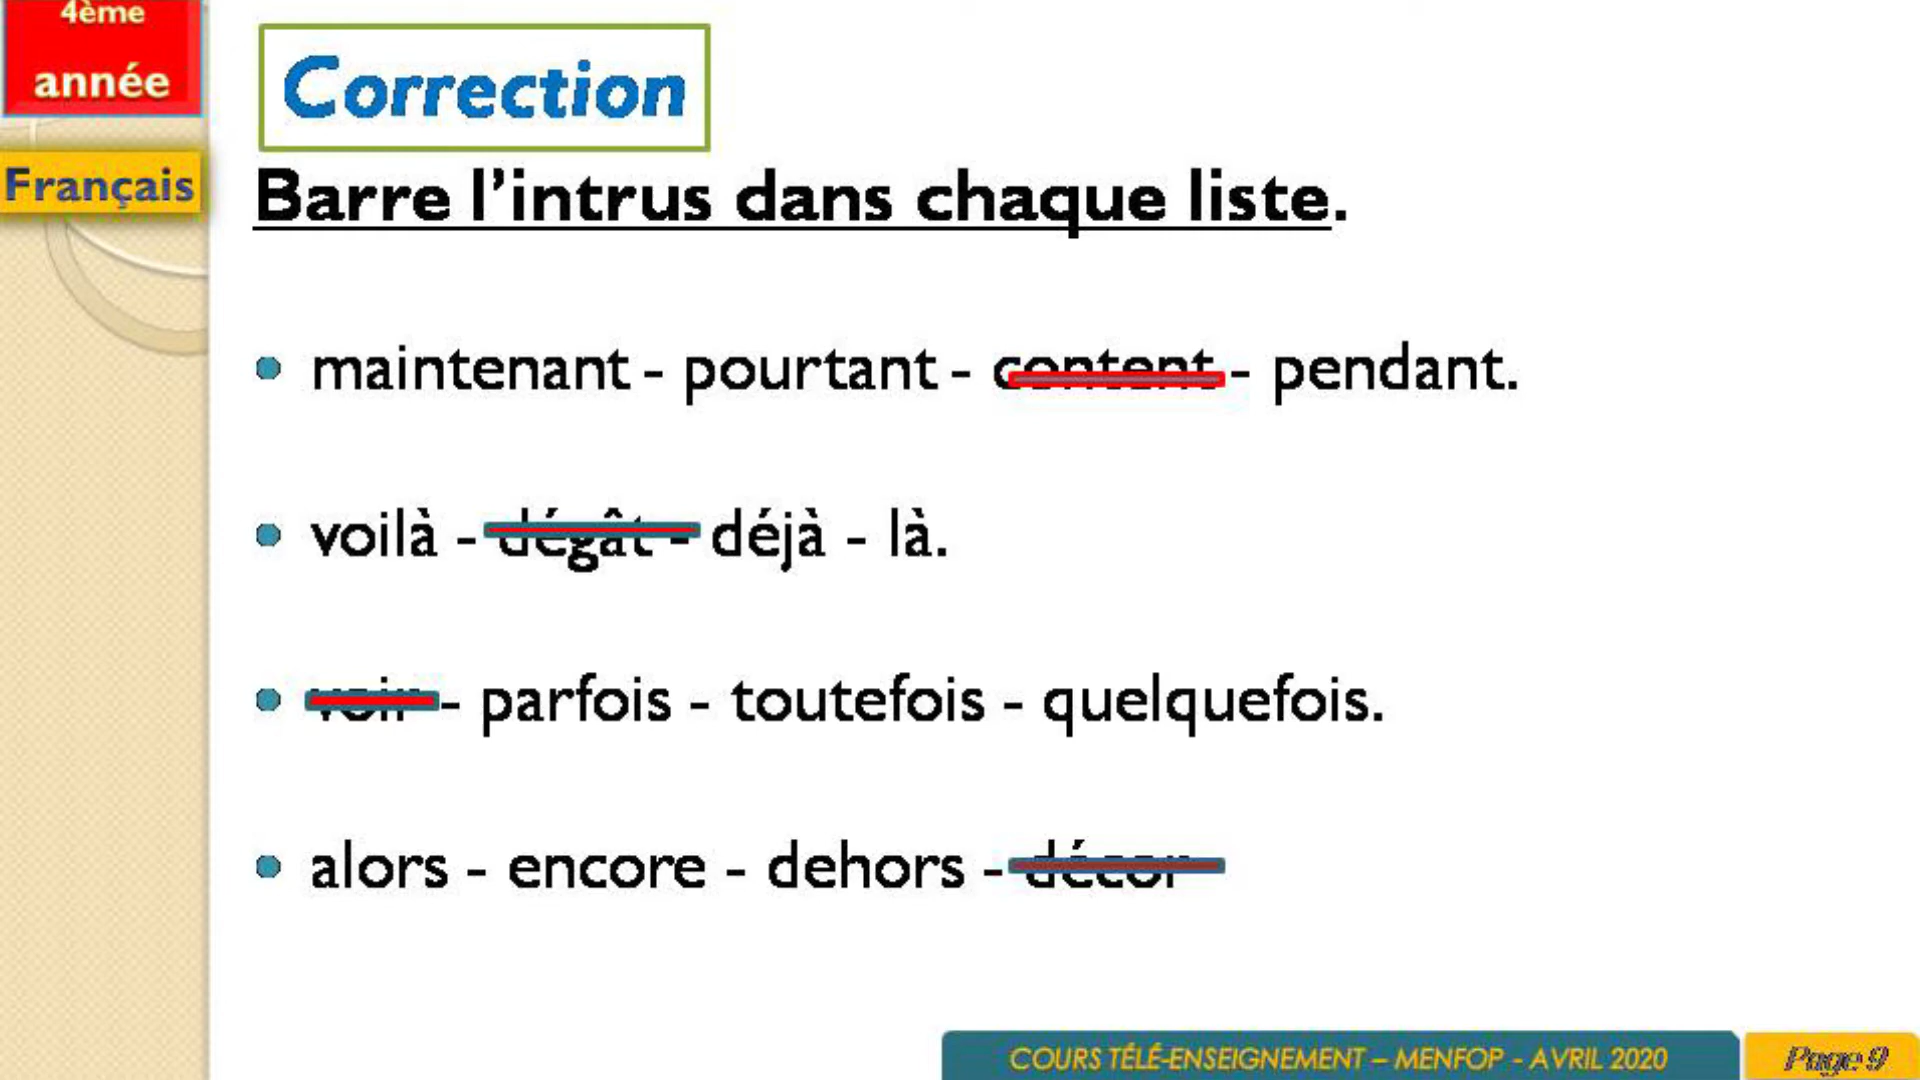 4ème
année
Français
Correction
Barre l’intrus dans chaque liste.
• maintenant - pourtant - content - pendant.
• voilà - dégât - déjà - là.
• voir - parfois - toutefois - quelquefois.
• alors - encore - dehors - décor
COURS TÉLÉ-ENSEIGNEMENT – MENFOP - AVRIL 2020
Page 9